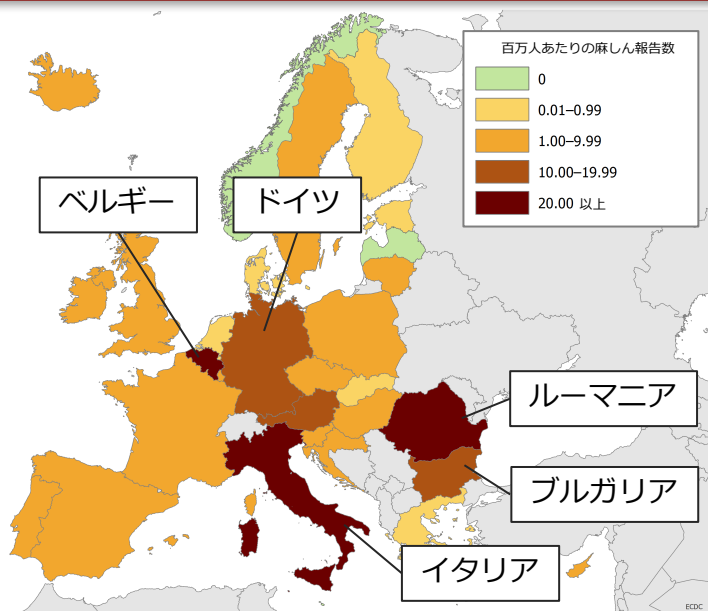 百万人あたりの麻しん報告数
0
0.01–0.99
1.00–9.99
10.00–19.99
20.00 以上
ベルギー
ドイツ
ルーマニア
ブルガリア
イタリア
ECDC